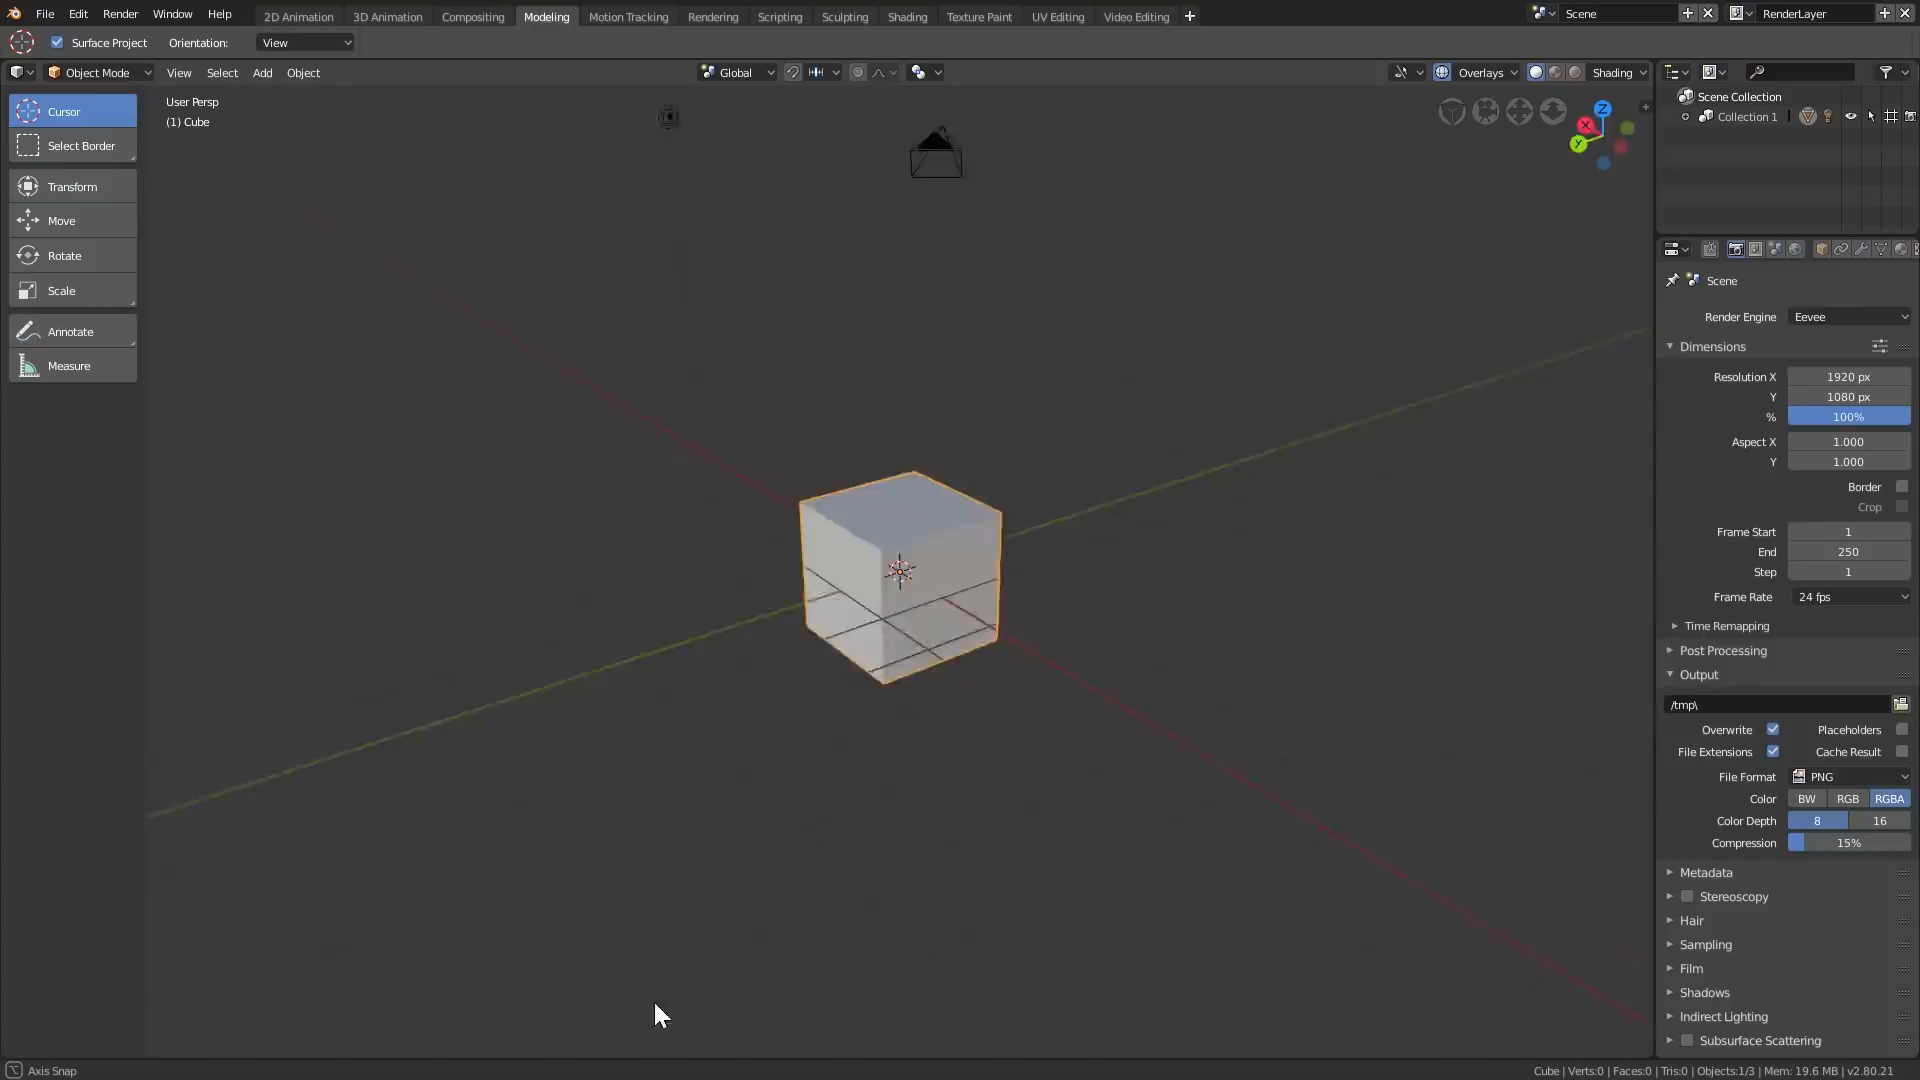 File Edit Render Window Help 2D Animation 3D Animation Compositing Modeling Motion Tracking Rendering Scripting Sculpting Shading Texture Paint UV Editing Video Editing Scene RenderLayer
Surface Project Orientation: View
Object Mode View Select Add Object Global Overlays Shading
User Persp
(1) Cube
Cursor
Select Border
Transform
Move
Rotate
Scale
Annotate
Measure
Z
X
Y
Scene Collection
Collection 1
Scene
Render Engine Eevee
Dimensions
Resolution X 1920 px
Y 1080 px
% 100%
Aspect X 1.000
Y 1.000
Border
Crop
Frame Start 1
End 250
Step 1
Frame Rate 24 fps
Time Remapping
Post Processing
Output
/tmp\
Overwrite Placeholders
File Extensions Cache Result
File Format PNG
Color BW RGB RGBA
Color Depth 8 16
Compression 15%
Metadata
Stereoscopy
Hair
Sampling
Film
Shadows
Indirect Lighting
Subsurface Scattering
Axis Snap Cube | Verts:0 | Faces:0 | Tris:0 | Objects:1/3 | Mem: 19.6 MB | v2.80.21